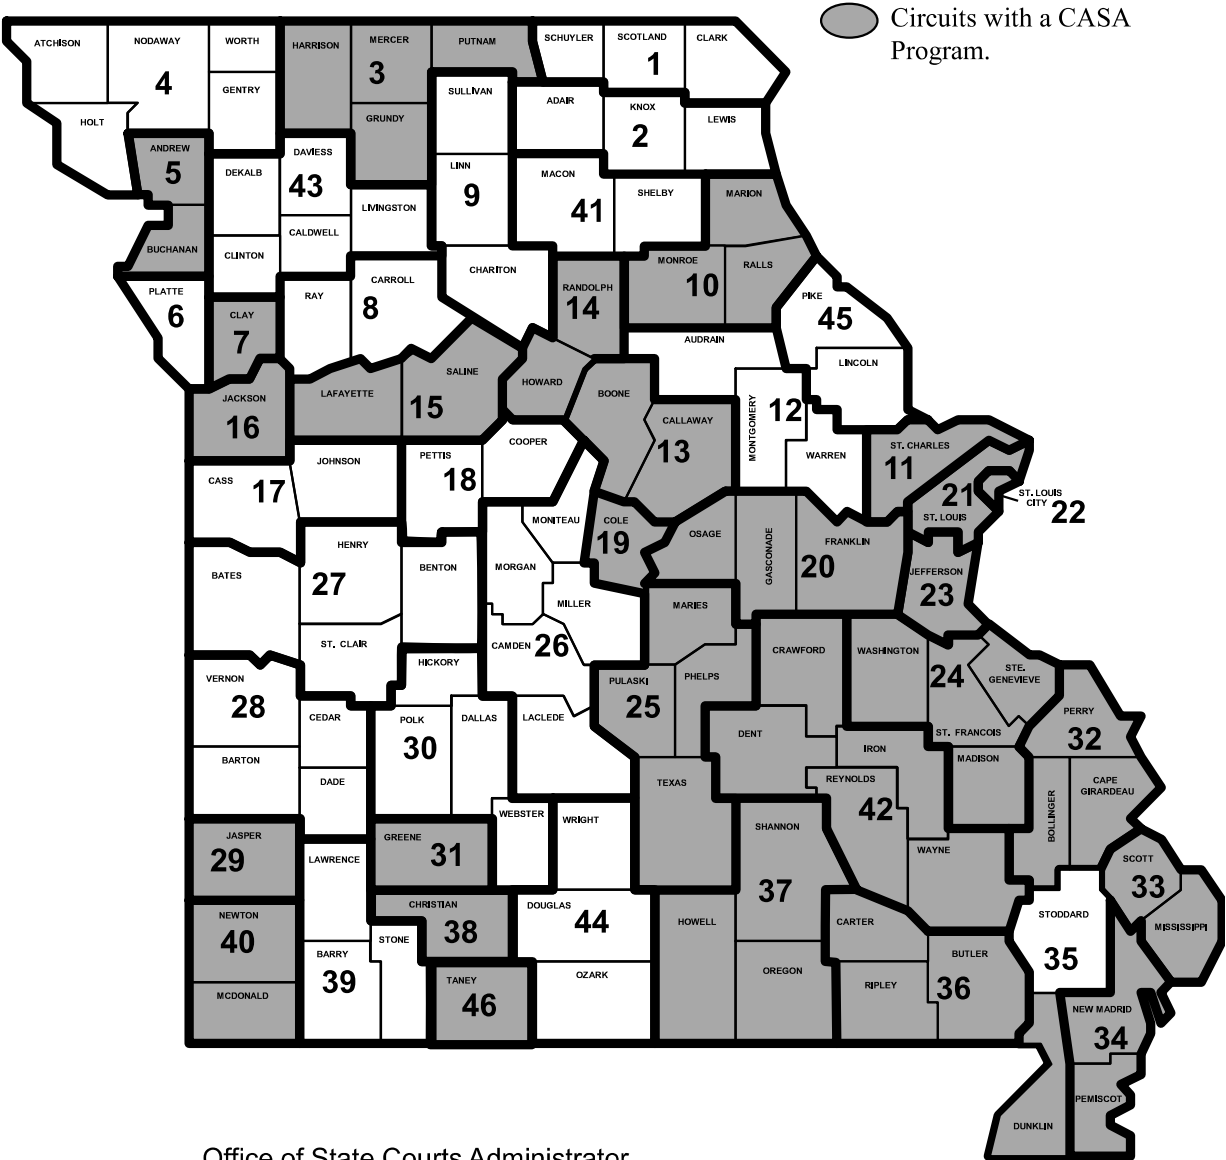 Circuits with a CASA
Program.
ATCHISON
NODAWAY
WORTH
HARRISON
MERCER
PUTNAM
SCHUYLER
SCOTLAND
CLARK
4
3
1
GENTRY
SULLIVAN
ADAIR
KNOX
2
LEWIS
HOLT
GRUNDY
ANDREW
5
DEKALB
DAVIESS
43
LINN
9
MACON
41
SHELBY
MARION
LIVINGSTON
CALDWELL
BUCHANAN
CLINTON
CHARITON
MONROE
10
RALLS
PLATTE
6
RAY
CARROLL
8
RANDOLPH
14
PIKE
45
CLAY
7
AUDRAIN
LINCOLN
JACKSON
16
LAFAYETTE
SALINE
15
HOWARD
BOONE
CALLAWAY
13
MONTGOMERY
12
WARREN
ST. CHARLES
11
CASS
17
JOHNSON
PETTIS
18
COOPER
21
ST. LOUIS
ST. LOUIS
CITY
22
MONITEAU
COLE
19
OSAGE
GASCONADE
FRANKLIN
20
JEFFERSON
23
BATES
HENRY
27
BENTON
MORGAN
MILLER
MARIES
ST. CLAIR
CAMDEN
26
CRAWFORD
WASHINGTON
24
STE.
GENEVIEVE
VERNON
28
HICKORY
PULASKI
25
PHELPS
CEDAR
POLK
30
DALLAS
LACLEDE
DENT
ST. FRANCOIS
PERRY
32
BARTON
DADE
TEXAS
IRON
MADISON
REYNOLDS
42
BOLLINGER
CAPE
GIRARDEAU
WEBSTER
WRIGHT
SHANNON
JASPER
29
LAWRENCE
GREENE
31
WAYNE
SCOTT
33
37
NEWTON
40
CHRISTIAN
38
DOUGLAS
44
HOWELL
CARTER
STODDARD
35
MISSISSIPPI
STONE
BARRY
39
OZARK
OREGON
BUTLER
36
RIPLEY
MCDONALD
TANEY
46
NEW MADRID
34
PEMISCOT
DUNKLIN
Office of State Courts Administrator